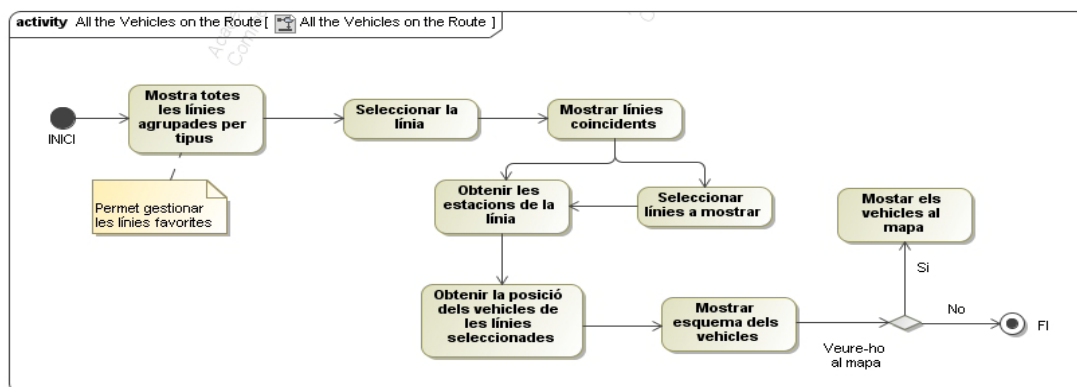 activity All the Vehicles on the Route [ All the Vehicles on the Route ]
INICI
Mostra totes
les línies
agrupades per
tipus
Permet gestionar
les línies favorites
Seleccionar la
línia
Mostrar línies
coincidents
Obtenir les
estacions de la
línia
Seleccionar
línies a mostrar
Obtenir la posició
dels vehicles de
les línies
seleccionades
Mostrar
esquema dels
vehicles
Veure-ho
al mapa
Si
Mostar els
vehicles al
mapa
No
FI